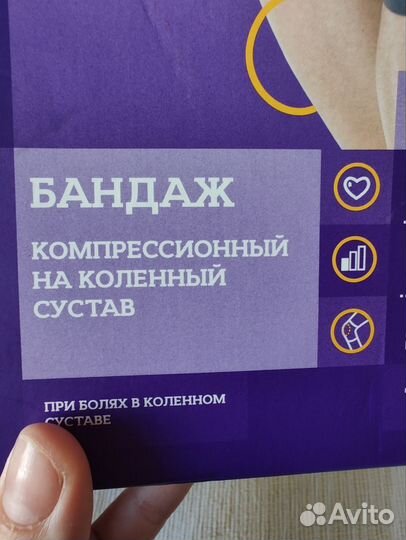 БАНДАЖ
КОМПРЕССИОННЫЙ
НА КОЛЕННЫЙ
СУСТАВ
ПРИ БОЛЯХ В КОЛЕННОМ
СУСТАВЕ
Avito